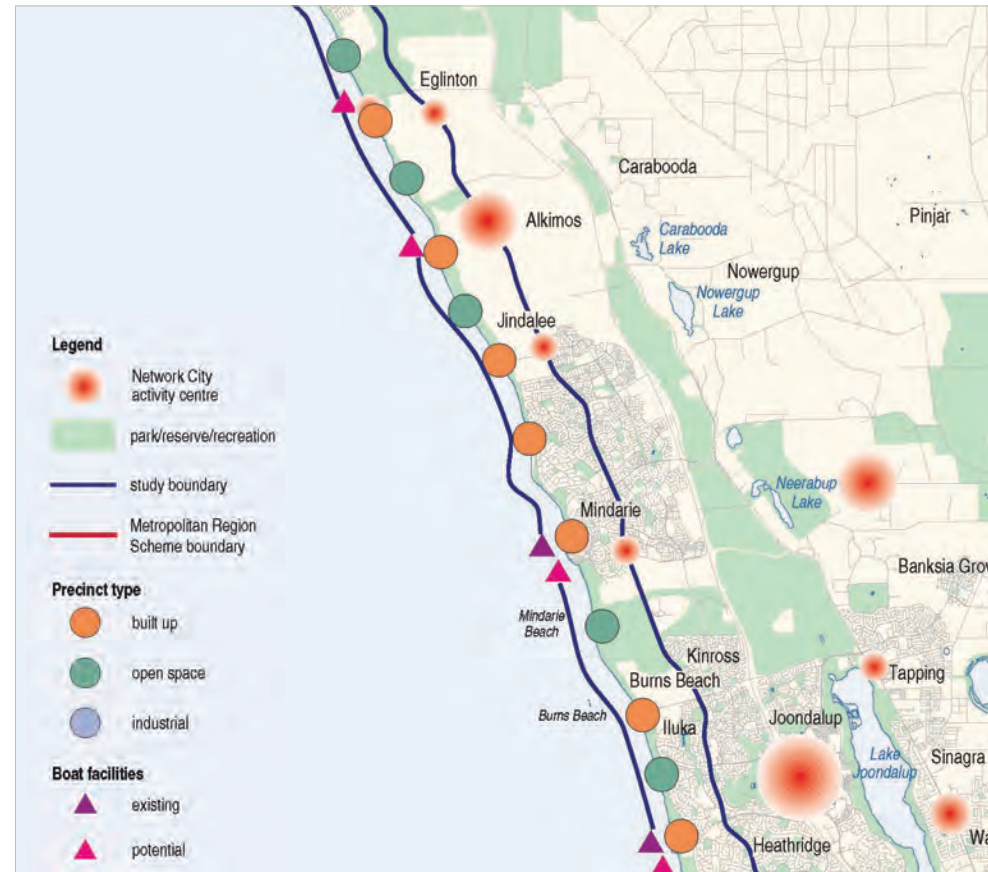 Eglinton
Carabooda
Pinjar
Alkimos
Carabooda
Lake
Nowergup
Nowergup
Lake
Jindalee
Legend
Network City
activity centre
park/reserve/recreation
study boundary
Metropolitan Region
Scheme boundary
Precinct type
built up
open space
industrial
Boat facilities
existing
potential
Neerabup
Lake
Mindarie
Banksia Grov
Mindarie
Beach
Kinross
Tapping
Burns Beach
Burns Beach
Iluka
Joondalup
Lake
Joondalup
Sinagra
Wa
Heathridge